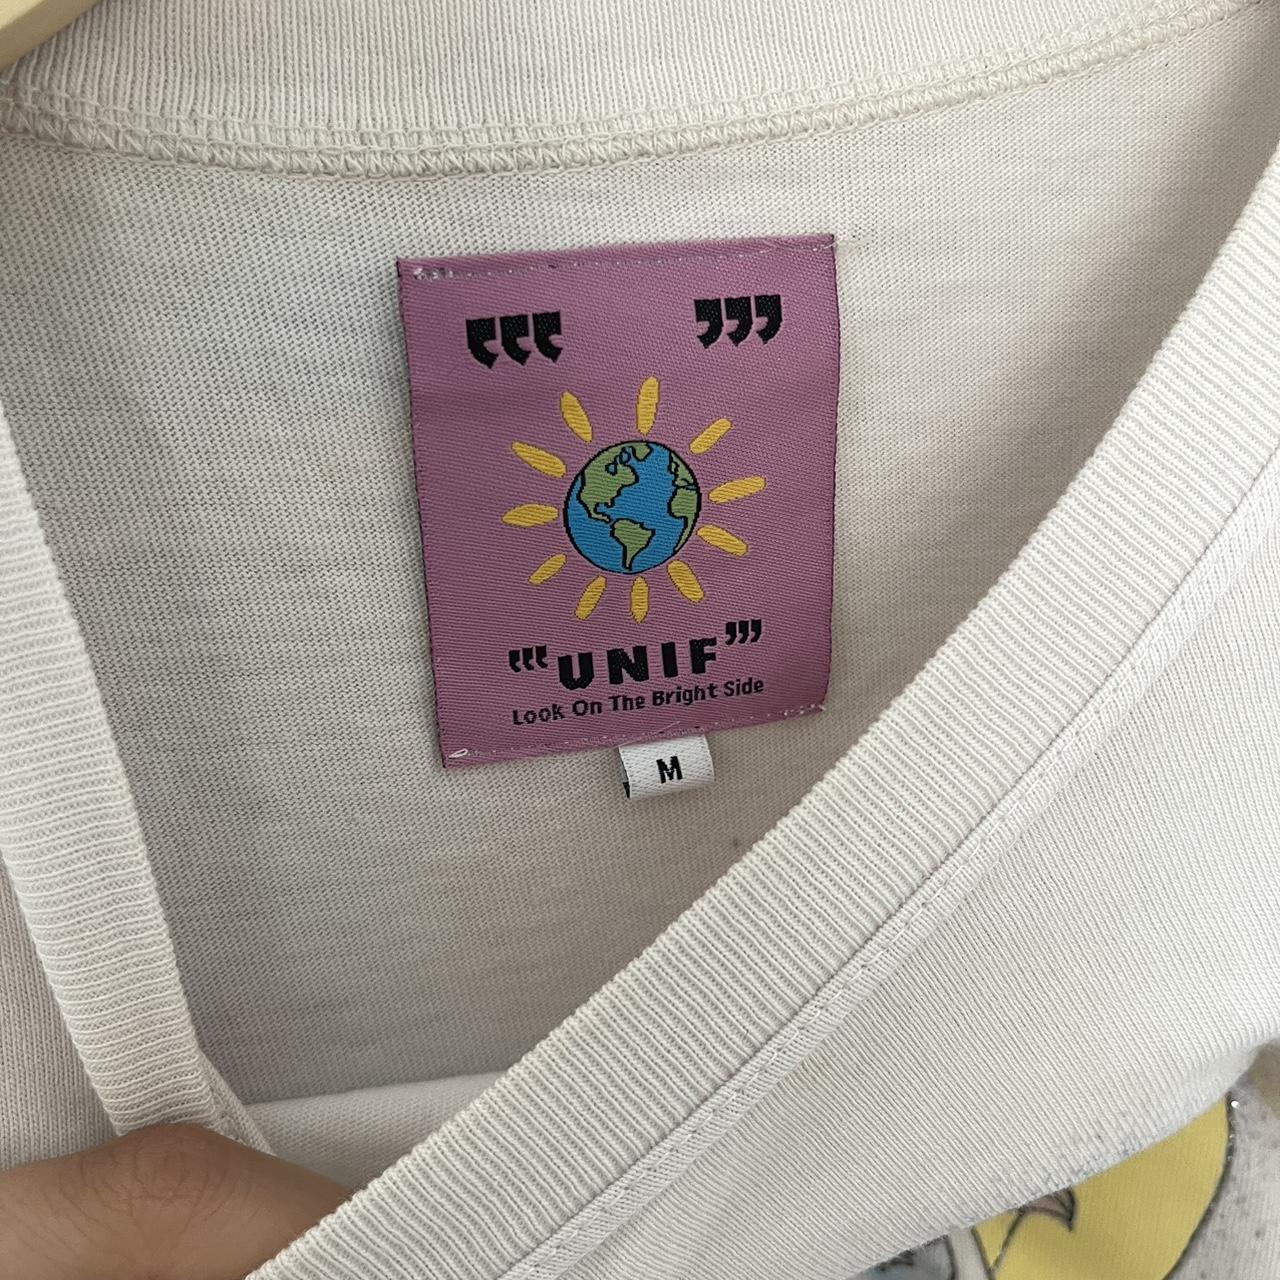 ‘‘‘ ’’’
‘‘‘UNIF’’’
Look On The Bright Side
M